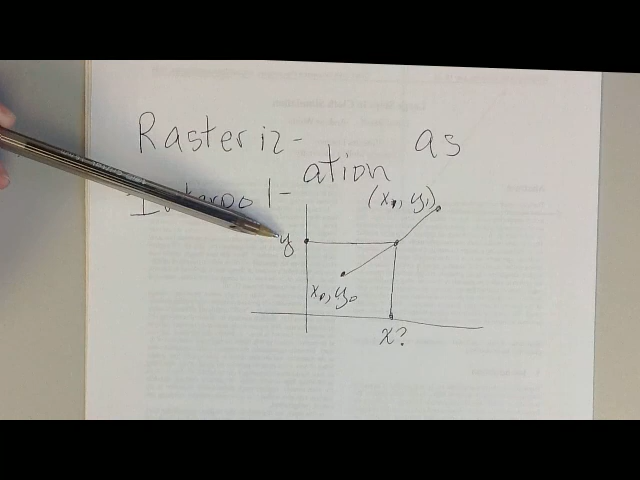 Rasteriz-
ation as
Interpol-
(x₁, y₁)
y
x₀, y₀
x?